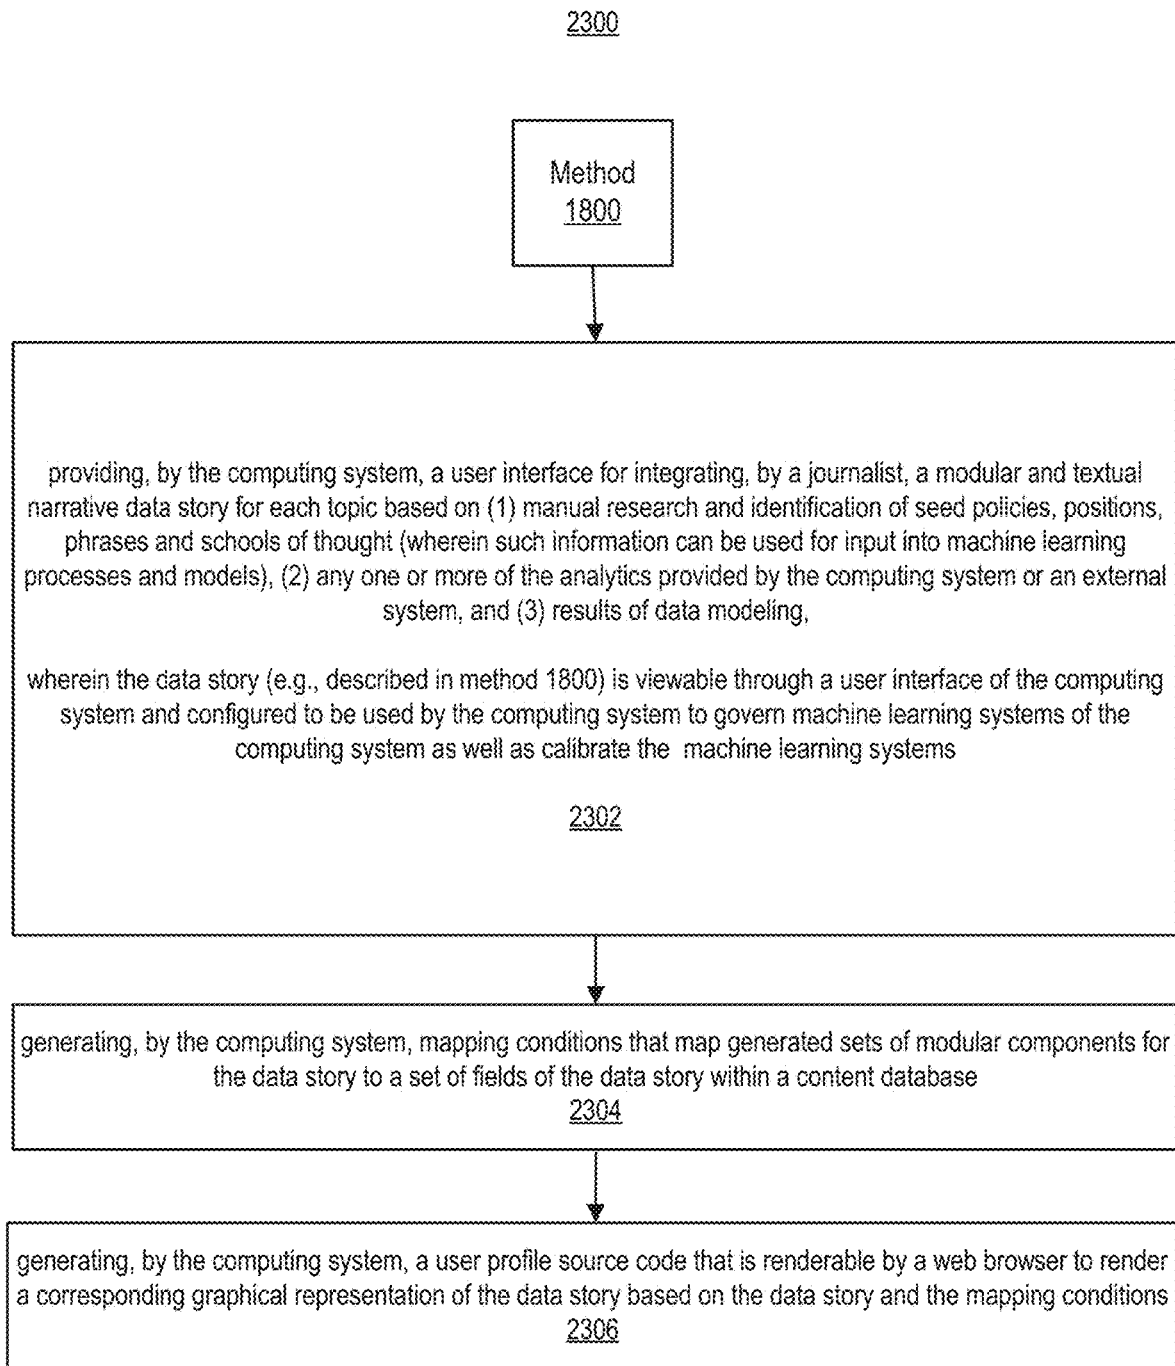 2300
Method
1800
providing, by the computing system, a user interface for integrating, by a journalist, a modular and textual
narrative data story for each topic based on (1) manual research and identification of seed policies, positions,
phrases and schools of thought (wherein such information can be used for input into machine learning
processes and models), (2) any one or more of the analytics provided by the computing system or an external
system, and (3) results of data modeling,
wherein the data story (e.g., described in method 1800) is viewable through a user interface of the computing
system and configured to be used by the computing system to govern machine learning systems of the
computing system as well as calibrate the machine learning systems
2302
generating, by the computing system, mapping conditions that map generated sets of modular components for
the data story to a set of fields of the data story within a content database
2304
generating, by the computing system, a user profile source code that is renderable by a web browser to render
a corresponding graphical representation of the data story based on the data story and the mapping conditions
2306